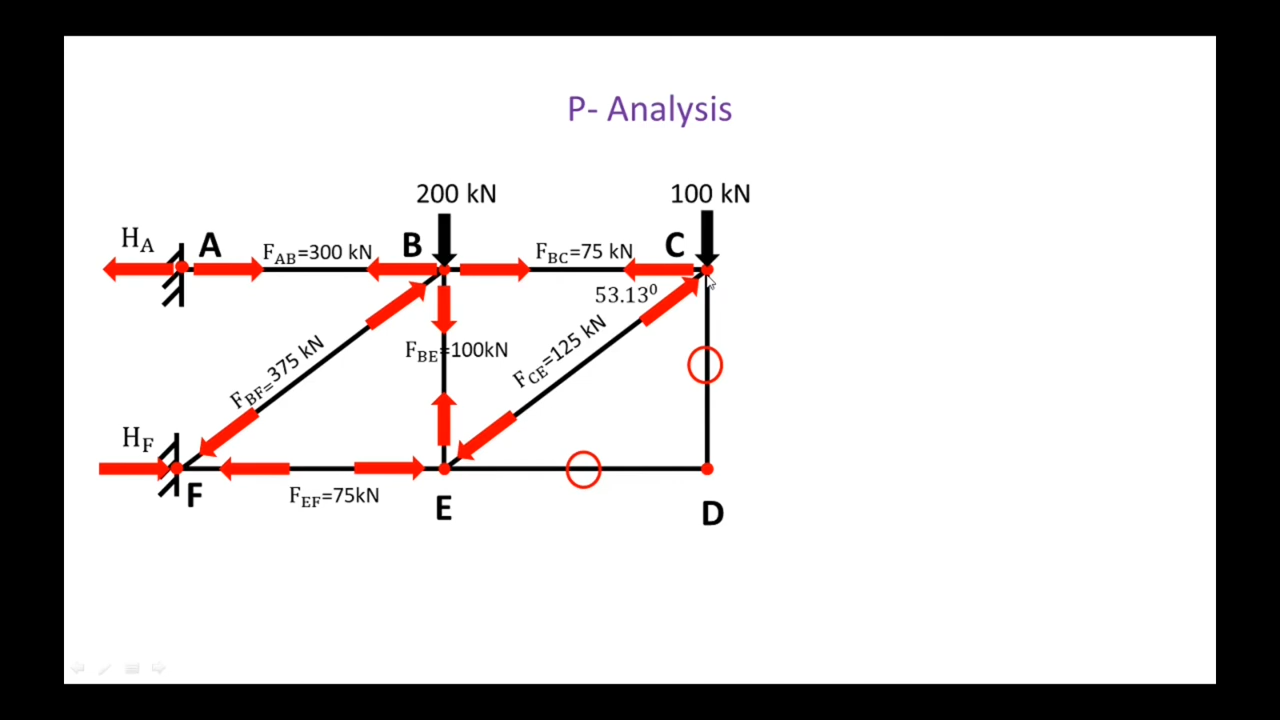 P- Analysis
200 kN
100 kN
H_A
A
F_AB=300 kN
B
F_BC=75 kN
C
53.13⁰
F_BF=375 kN
F_BE=100kN
F_CE=125 kN
H_F
F
F_EF=75kN
E
D